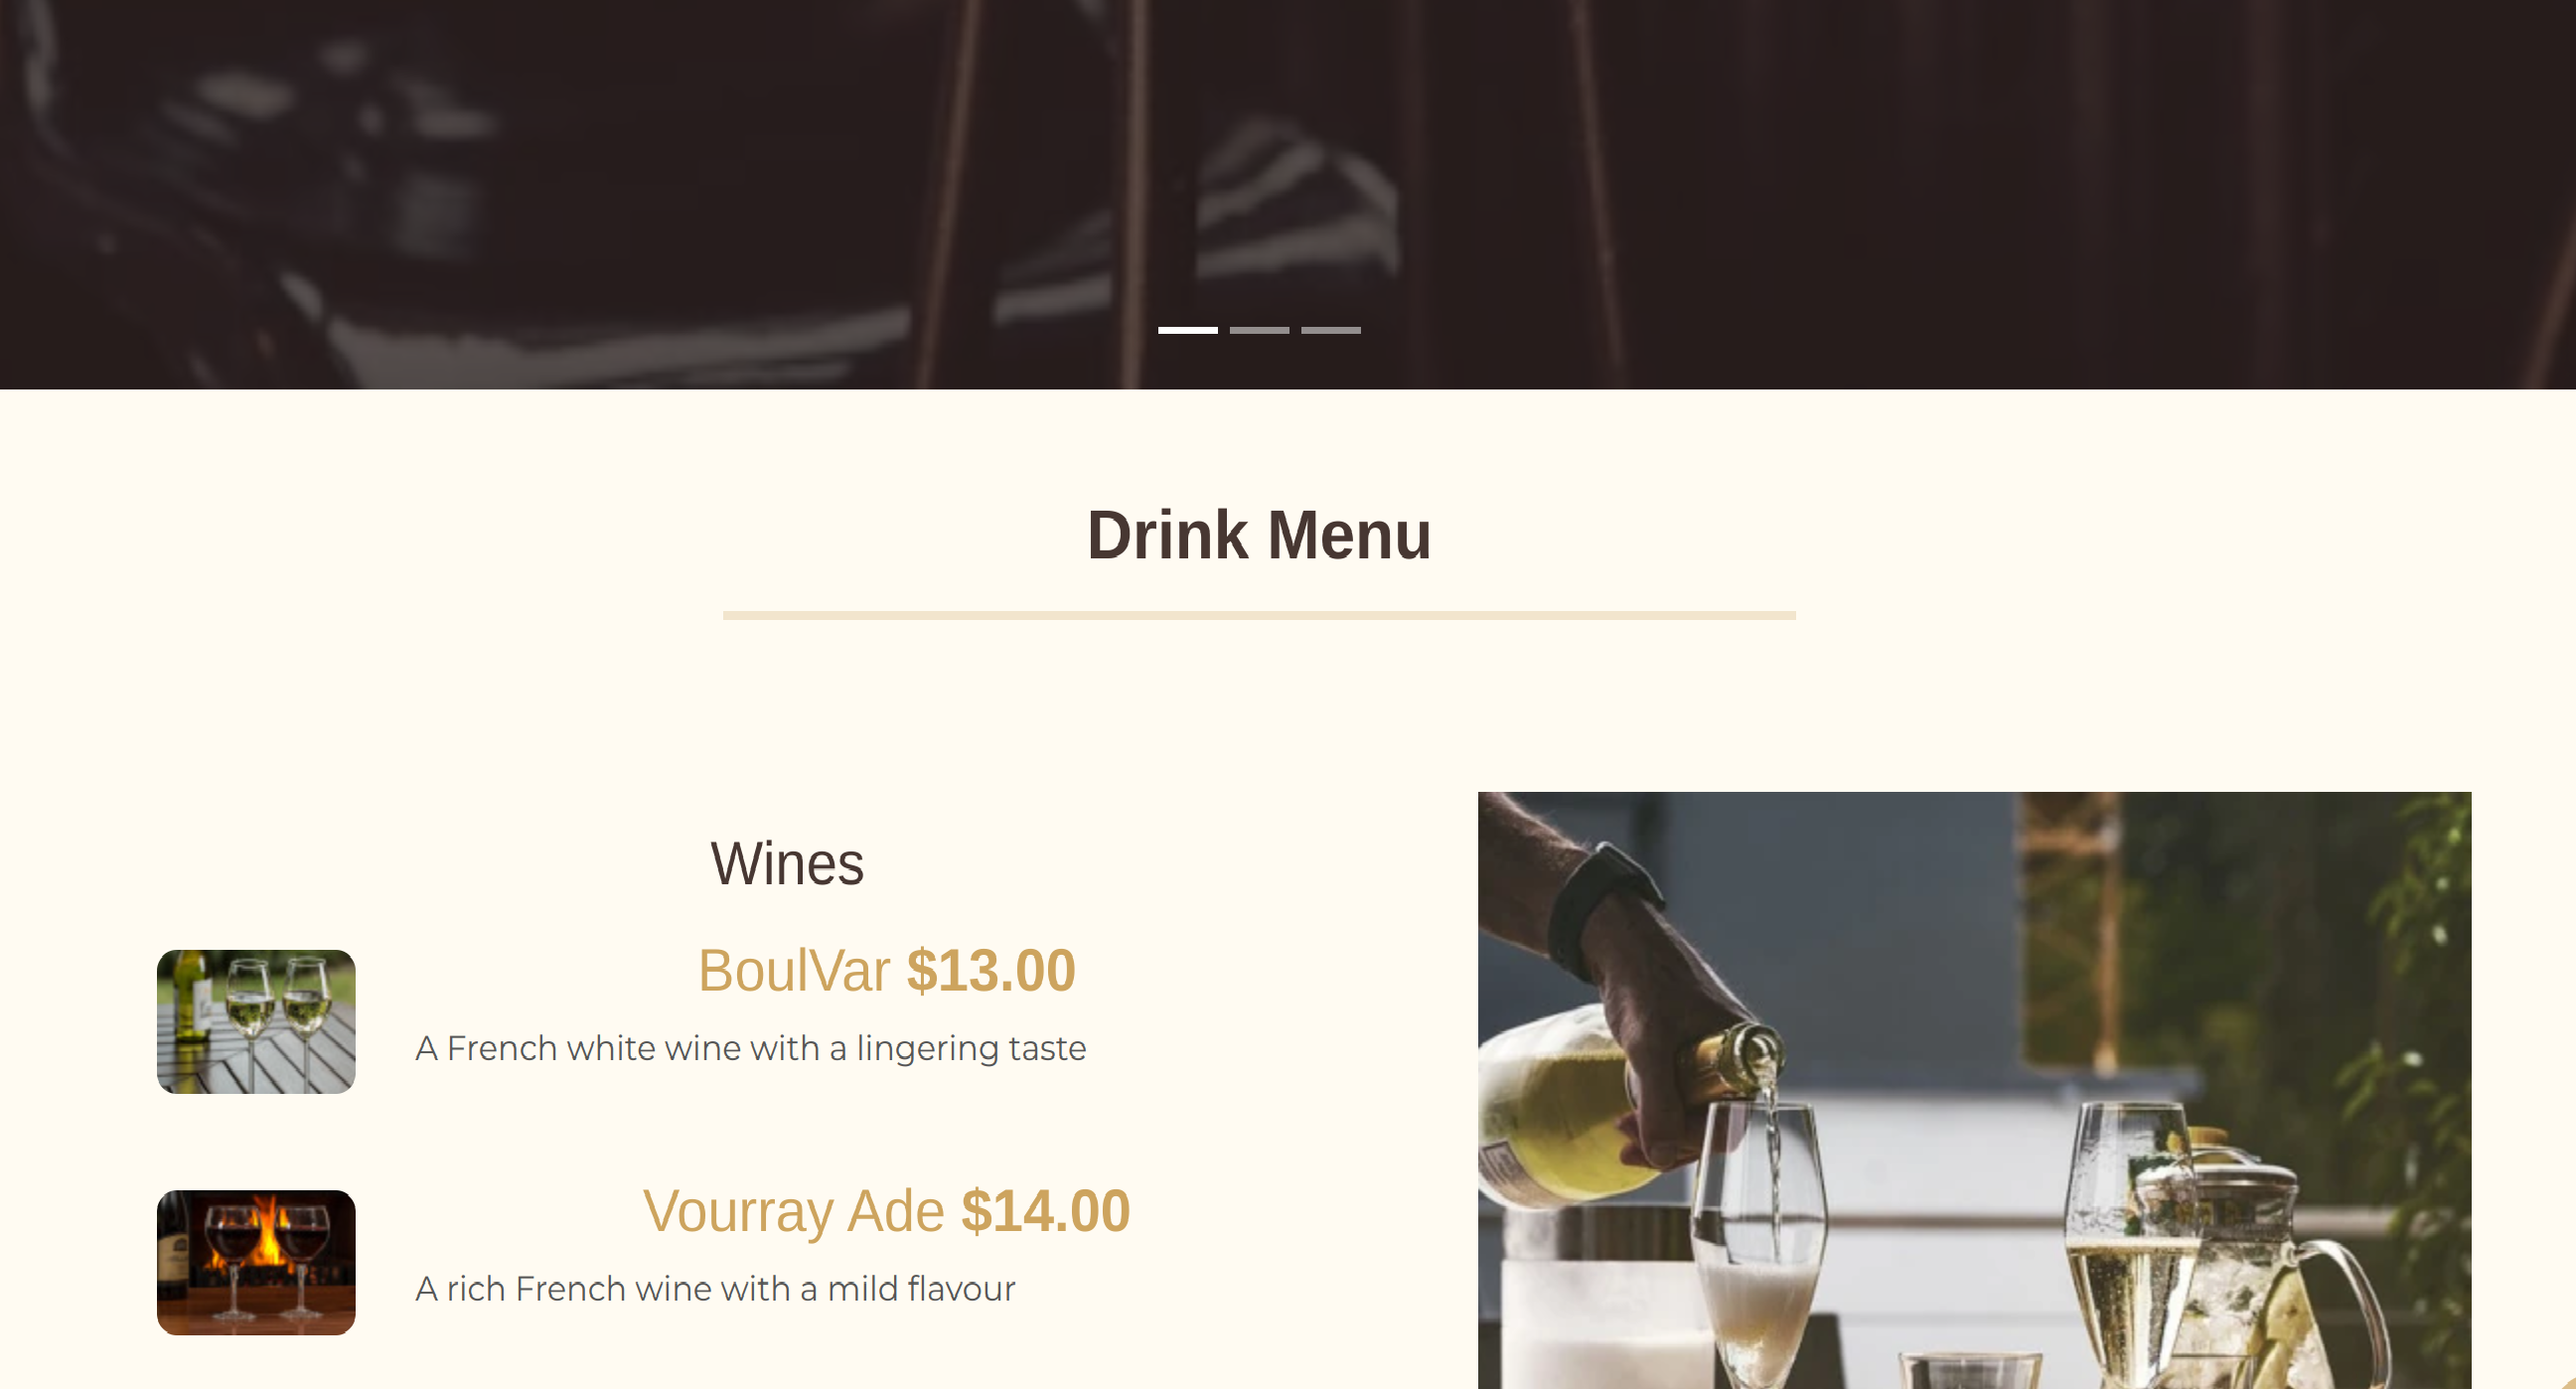 Drink Menu
Wines
BoulVar $13.00
A French white wine with a lingering taste
Vourray Ade $14.00
A rich French wine with a mild flavour